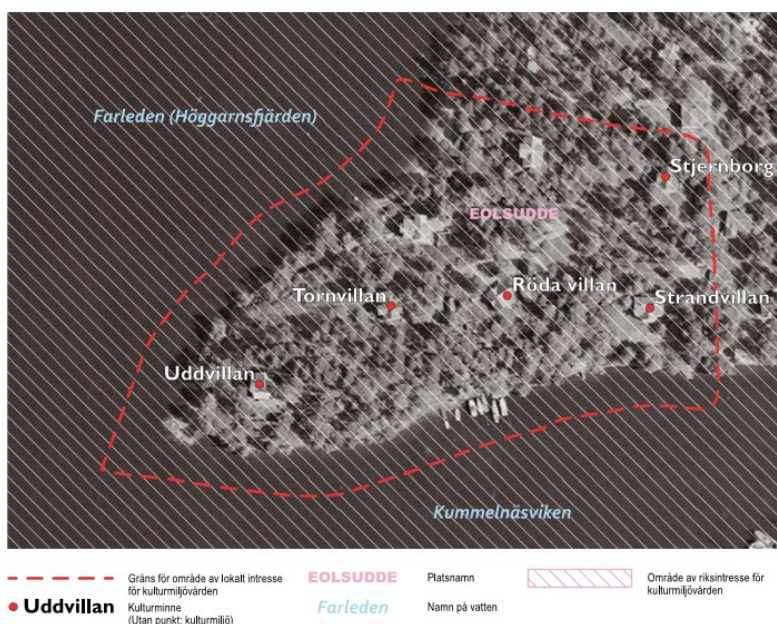 Farleden (Höggarnsfjärden)
Stjernborg
EOLSUDDE
Tornvillan
Röda villan
Strandvillan
Uddvillan
Kummelnäsviken
Gräns för område av lokalt intresse
för kulturmiljövården
EOLSUDDE
Platsnamn
Område av riksintresse för
kulturmiljövården
Uddvillan
Kulturminne
(Utan punkt: kulturmiljö)
Farleden
Namn på vatten